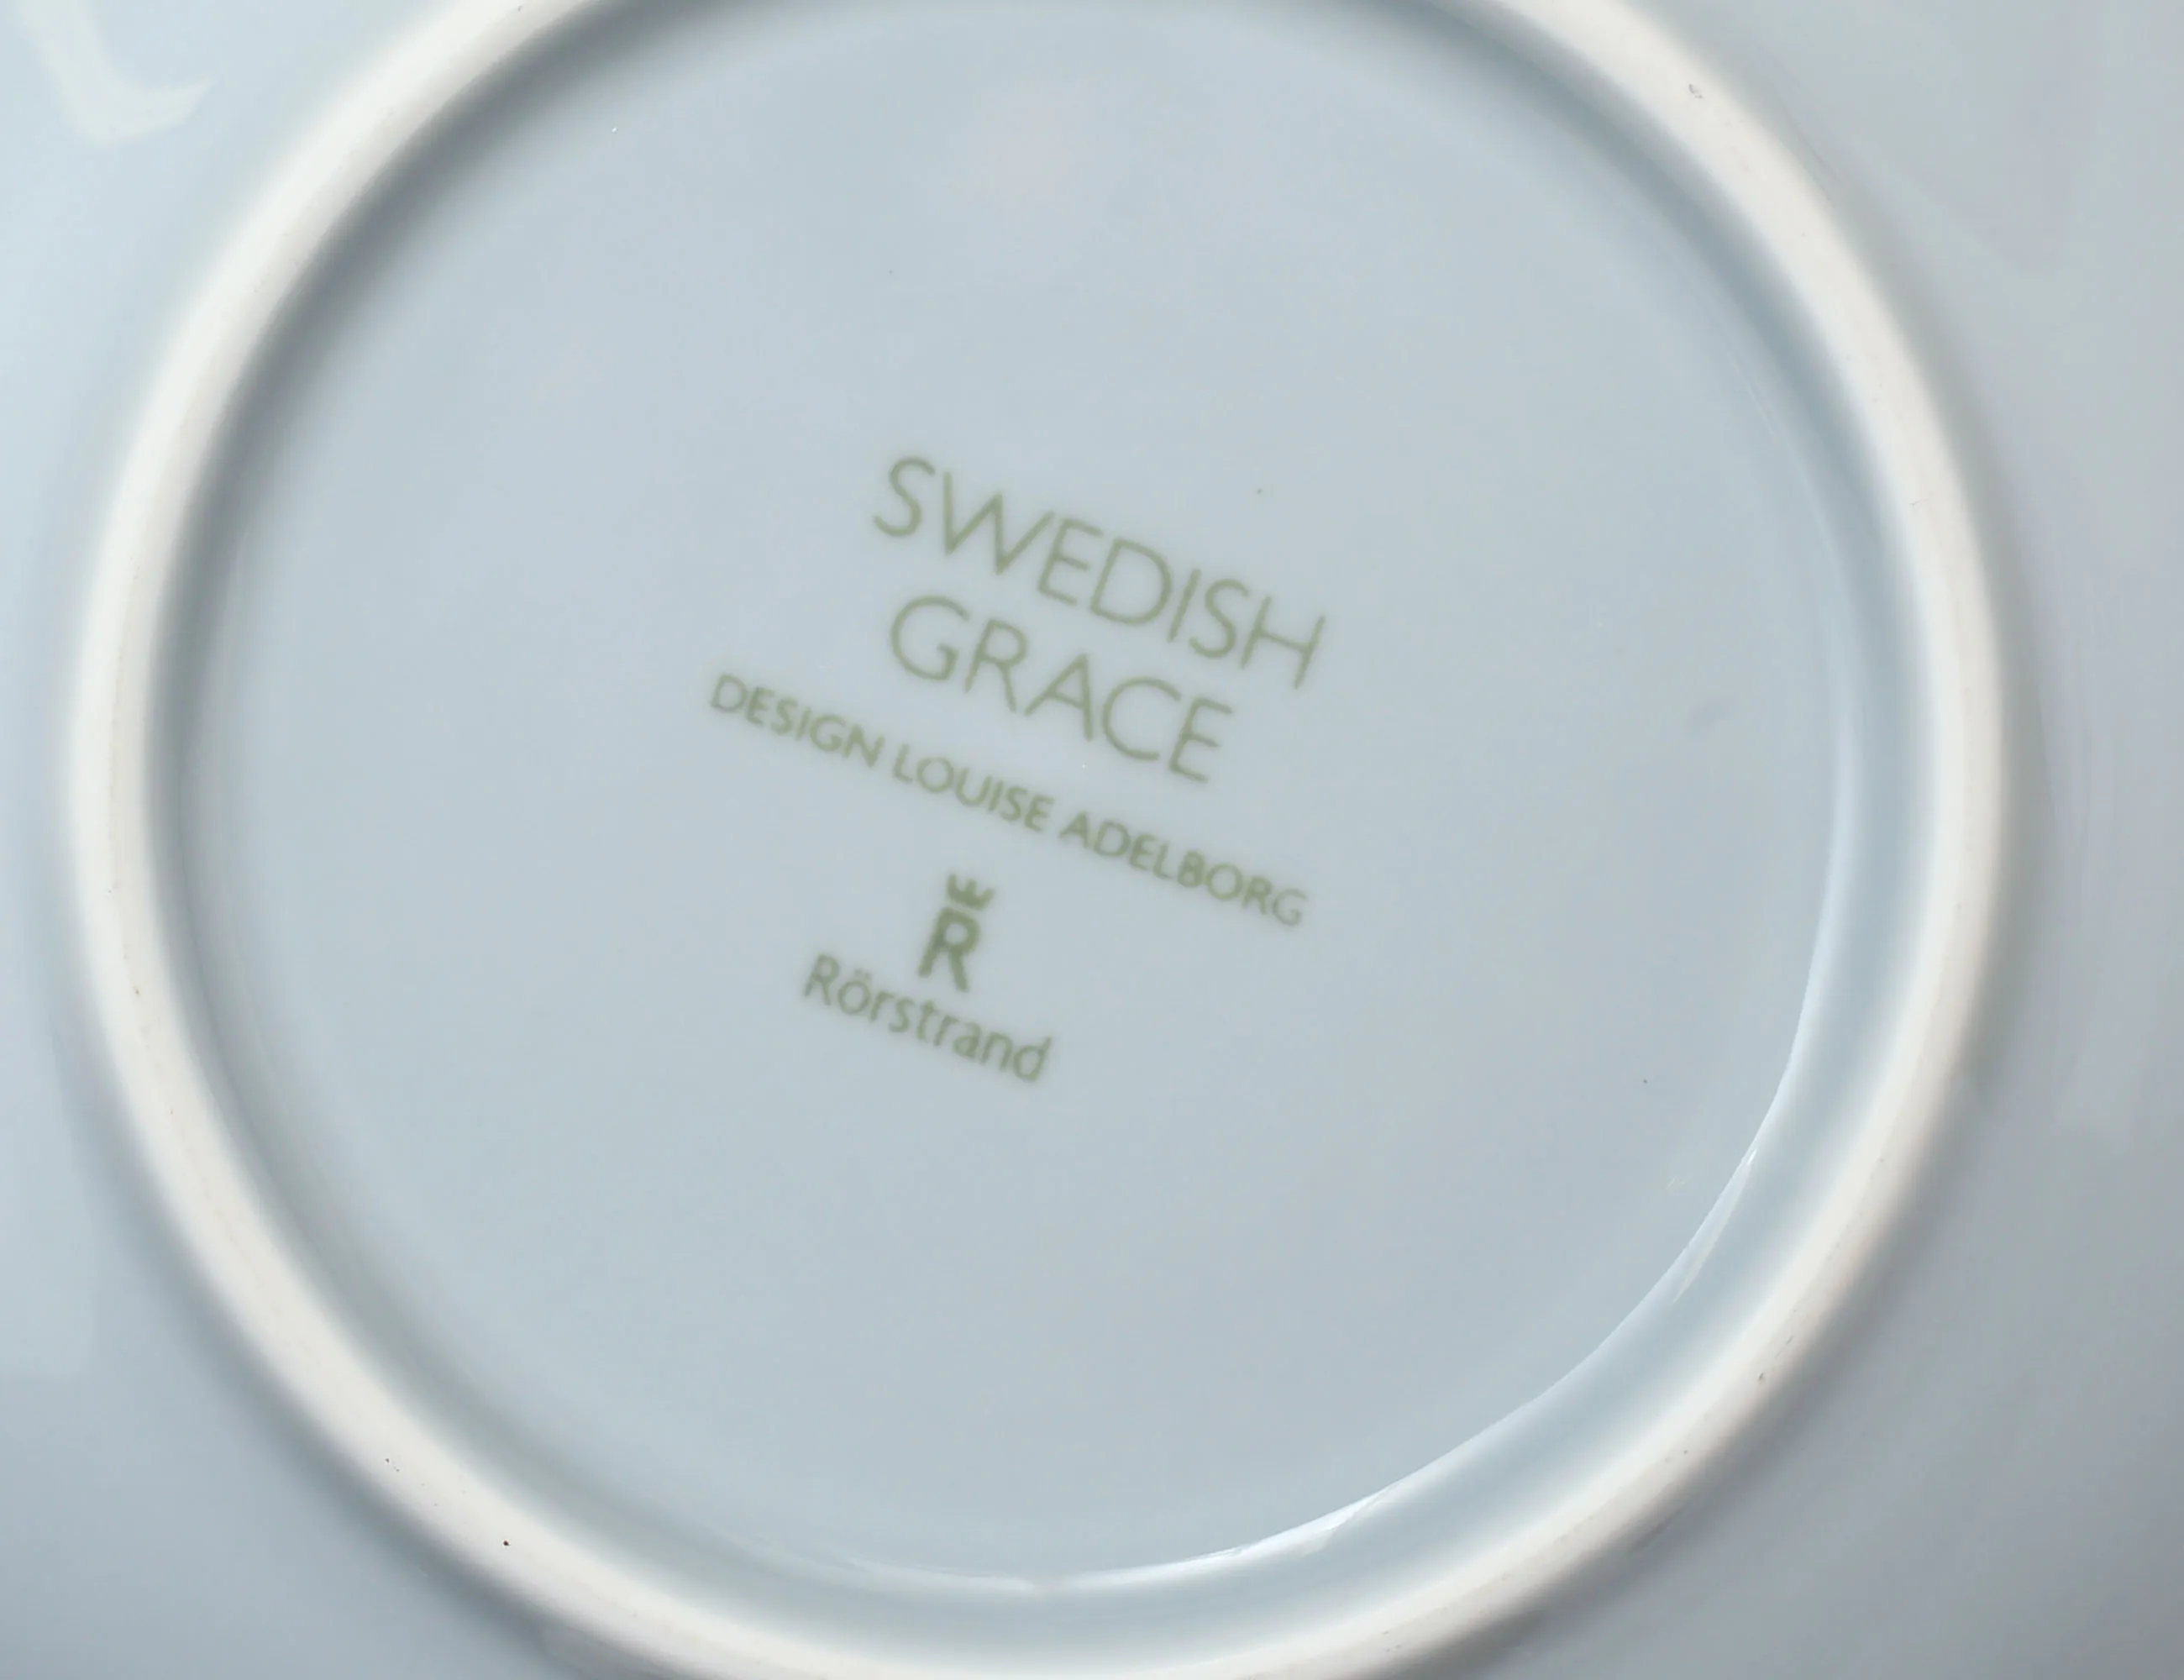 SWEDISH
GRACE
DESIGN LOUISE ADELBORG
R
Rörstrand